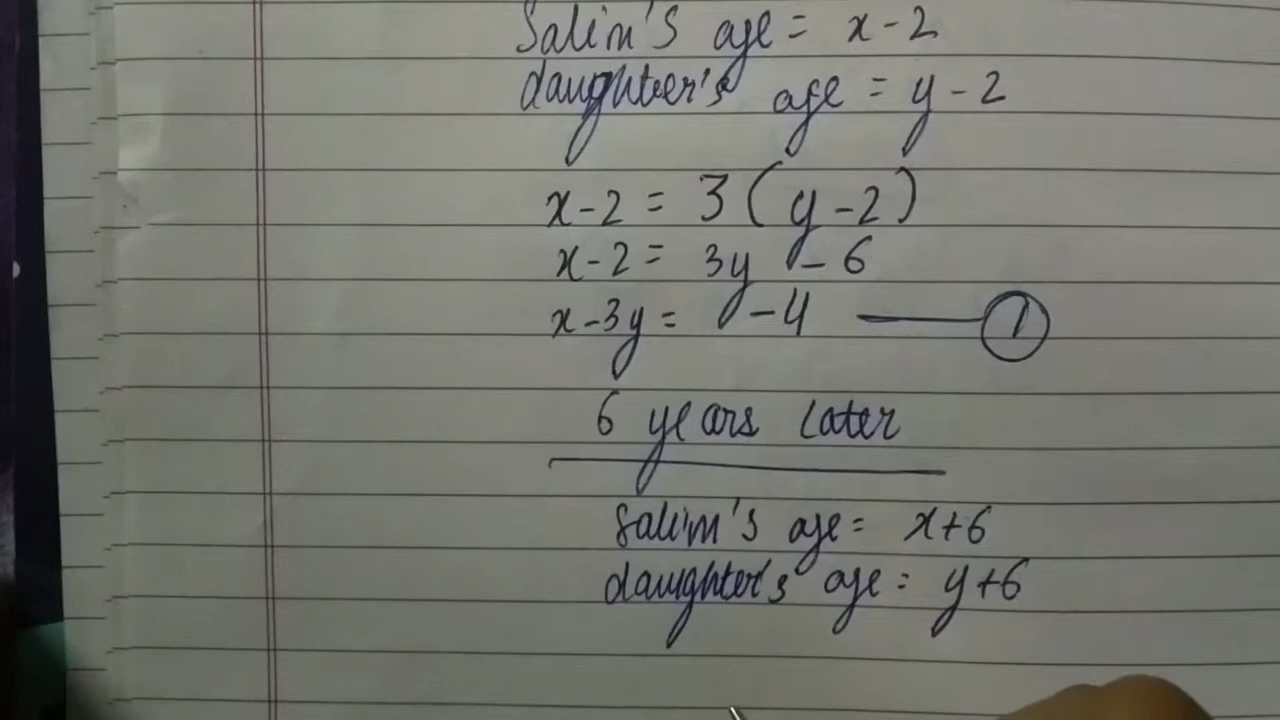 Salim's age = x-2
daughter's age = y-2
x-2 = 3(y-2)
x-2 = 3y -6
x-3y = -4 —— 1
6 years later
Salim's age = x+6
daughter's age = y+6